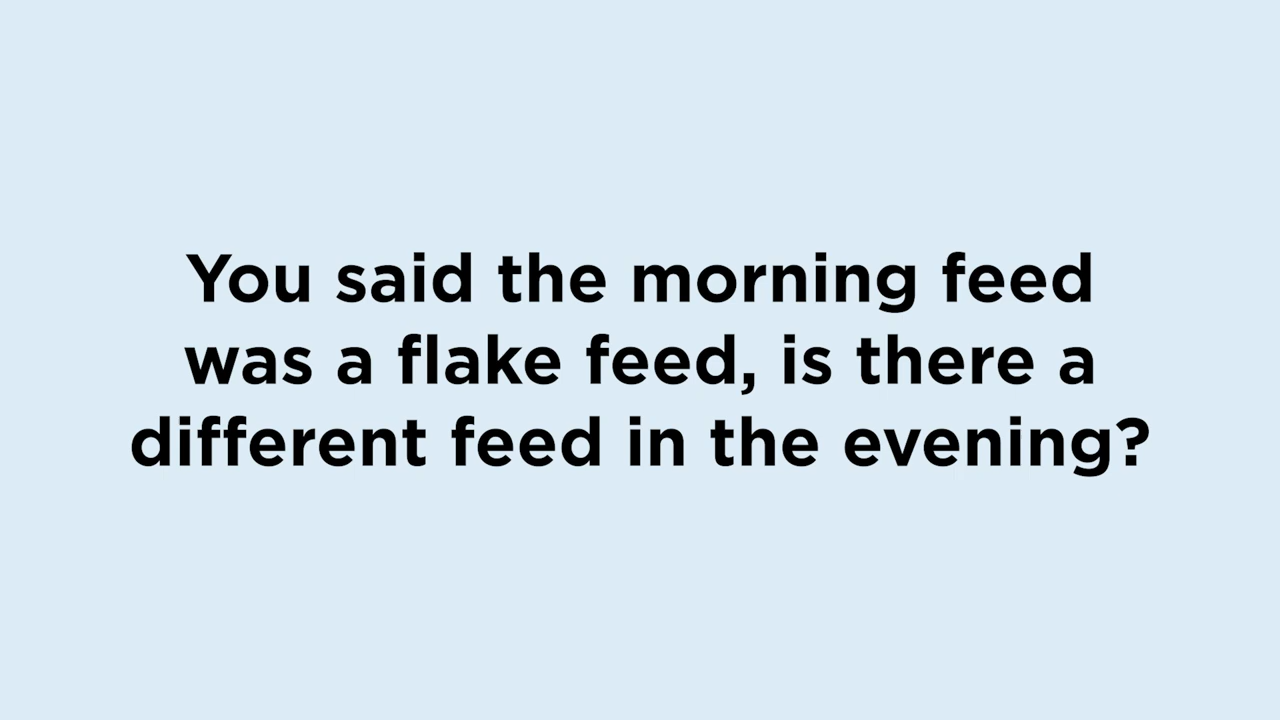 You said the morning feed
was a flake feed, is there a
different feed in the evening?